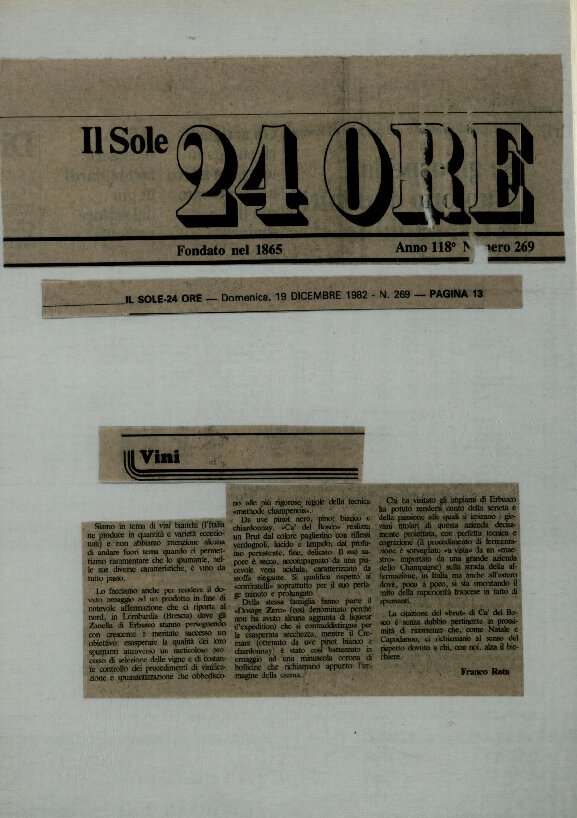 Il Sole
24 ORE
Fondato nel 1865
Anno 118° N mero 269
IL SOLE-24 ORE — Domenica, 19 DICEMBRE 1982 - N. 269 — PAGINA 13
Vini
Siamo in tema di vini bianchi (l'Italia
ne produce in quantità e varietà eccezio-
nali) e non abbiamo intenzione alcuna
di andare fuori tema quando ci permet-
tiamo rammentare che lo spumante, nel-
le sue diverse caratteristiche, è vino da
tutto pasto.
Lo facciamo anche per rendere il do-
vuto omaggio ad un prodotto in fase di
notevole affermazione che ci riporta al
nord, in Lombardia (Brescia) dove gli
Zanella di Erbusco stanno perseguendo
con crescente e meritato successo un
obiettivo: esasperare la qualità dei loro
spumanti attraverso un meticoloso pro-
cesso di selezione delle vigne e di costan-
te controllo dei procedimenti di vinifica-
zione e spumantizzazione che obbedisco-
no alle più rigorose regole della tecnica
«methode champenois».
Da uve pinot nero, pinot bianco e
chardonnay, «Ca' del Bosco» realizza
un Brut dal colore paglierino con riflessi
verdognoli, lucido e limpido, dal profu-
mo persistente, fine, delicato. Il suo sa-
pore è secco, accompagnato da una pia-
cevole vena acidula, caratterizzato da
stoffa elegante. Si qualifica rispetto ai
«confratelli» soprattutto per il suo perla-
ge minuto e prolungato.
Della stessa famiglia fanno parte il
«Dosage Zero» (così denominato perché
non ha avuto alcuna aggiunta di liqueur
d'expedition) che si contraddistingue per
la esasperata secchezza, mentre il Cre-
mant (ottenuto da uve pinot bianco e
chardonnay) è stato così battezzato in
omaggio ad una minuscola corona di
bollicine che richiamano appunto l'im-
magine della crema.
Chi ha visitato gli impianti di Erbusco
ha potuto rendersi conto della serietà e
della passione alle quali si ispirano i gio-
vani titolari di questa azienda decisa-
mente proiettata, con perfetta tecnica e
cognizione (il procedimento di fermenta-
zione è sorvegliato «a vista» da un «mae-
stro» importato da una grande azienda
dello Champagne) sulla strada della af-
fermazione, in Italia ma anche all'estero
dove, poco a poco, si sta smontando il
mito della superiorità francese in fatto di
spumanti.
La citazione del «brut» di Ca' del Bo-
sco è senza dubbio pertinente in prossi-
mità di ricorrenze che, come Natale e
Capodanno, ci richiamano al senso del
rispetto dovuto a chi, con noi, alza il bic-
chiere.
Franco Rota